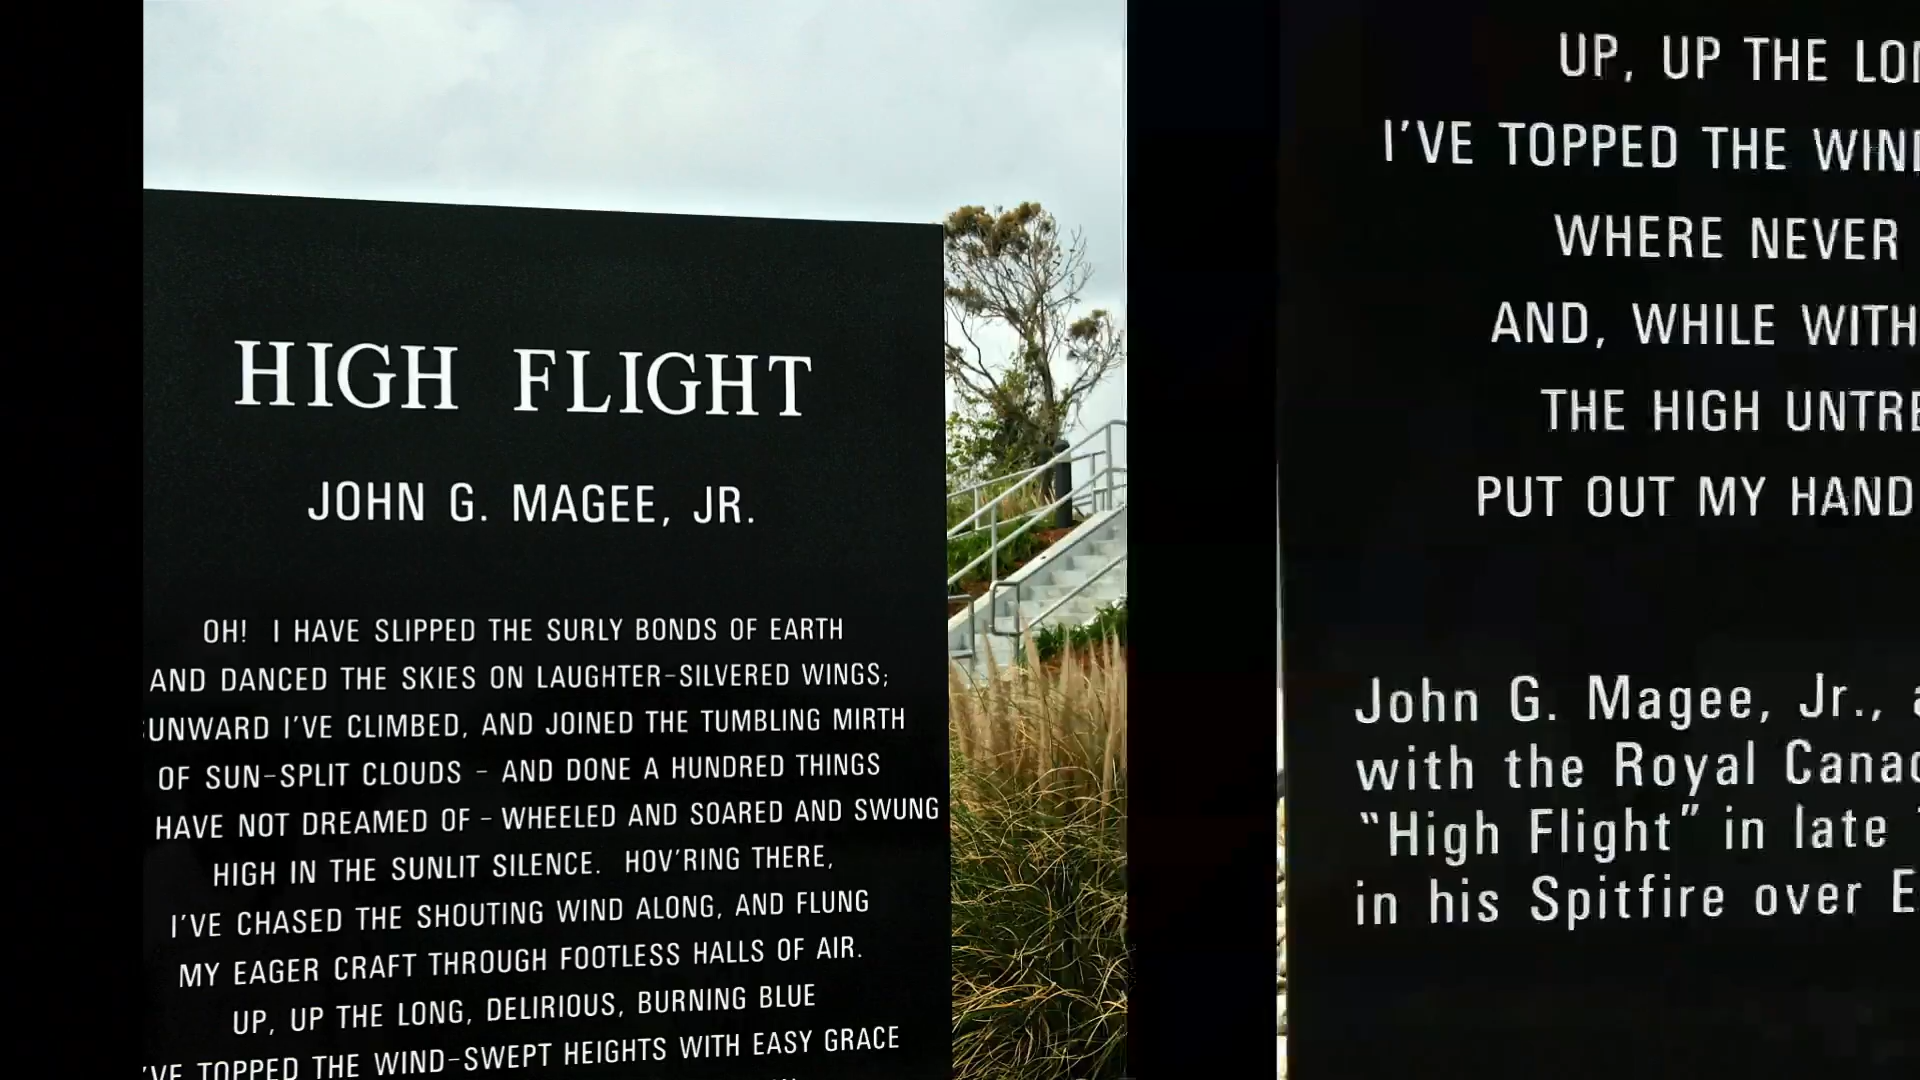 HIGH FLIGHT
JOHN G. MAGEE, JR.
OH! I HAVE SLIPPED THE SURLY BONDS OF EARTH
AND DANCED THE SKIES ON LAUGHTER-SILVERED WINGS;
UNWARD I'VE CLIMBED, AND JOINED THE TUMBLING MIRTH
OF SUN-SPLIT CLOUDS - AND DONE A HUNDRED THINGS
HAVE NOT DREAMED OF - WHEELED AND SOARED AND SWUNG
HIGH IN THE SUNLIT SILENCE. HOV'RING THERE,
I'VE CHASED THE SHOUTING WIND ALONG, AND FLUNG
MY EAGER CRAFT THROUGH FOOTLESS HALLS OF AIR.
UP, UP THE LONG, DELIRIOUS, BURNING BLUE
'VE TOPPED THE WIND-SWEPT HEIGHTS WITH EASY GRACE
UP, UP THE
I'VE TOPPED THE WIN
WHERE NEVER
AND, WHILE WITH
THE HIGH UNTRE
PUT OUT MY HAND
John G. Magee, Jr.,
with the Royal Cana
"High Flight" in late
in his Spitfire over E